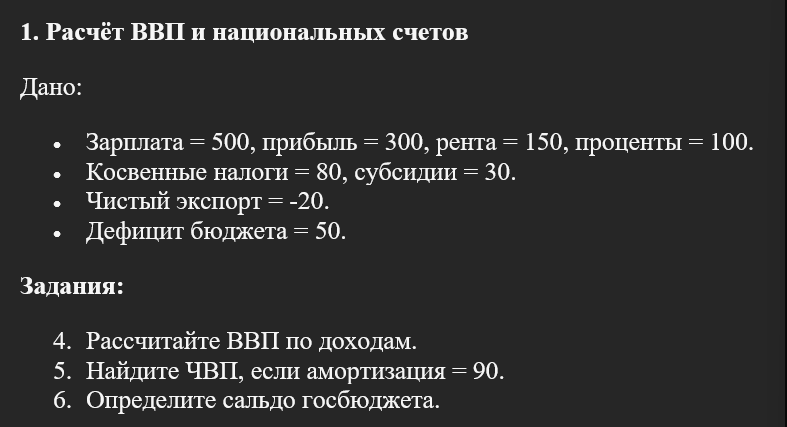 1. Расчёт ВВП и национальных счетов
Дано:
• Зарплата = 500, прибыль = 300, рента = 150, проценты = 100.
• Косвенные налоги = 80, субсидии = 30.
• Чистый экспорт = -20.
• Дефицит бюджета = 50.
Задания:
4. Рассчитайте ВВП по доходам.
5. Найдите ЧВП, если амортизация = 90.
6. Определите сальдо госбюджета.